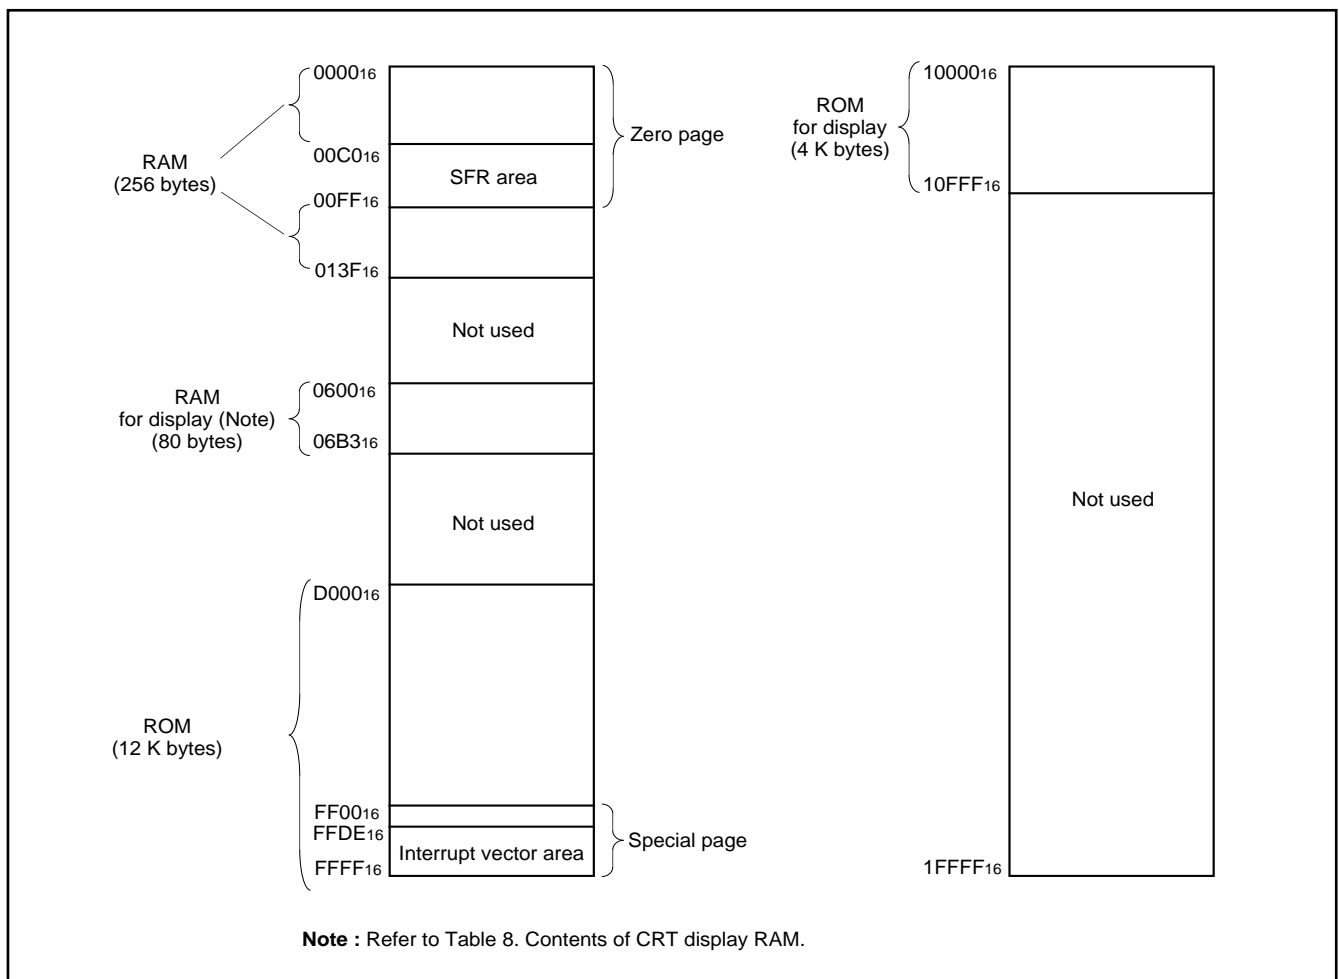 000016
RAM
(256 bytes)
00C016
SFR area
Zero page
00FF16
013F16
Not used
RAM
for display (Note)
(80 bytes)
060016
06B316
Not used
D00016
ROM
(12 K bytes)
FF0016
FFDE16
Interrupt vector area
FFFF16
Special page
1000016
ROM
for display
(4 K bytes)
10FFF16
Not used
1FFFF16
Note : Refer to Table 8. Contents of CRT display RAM.